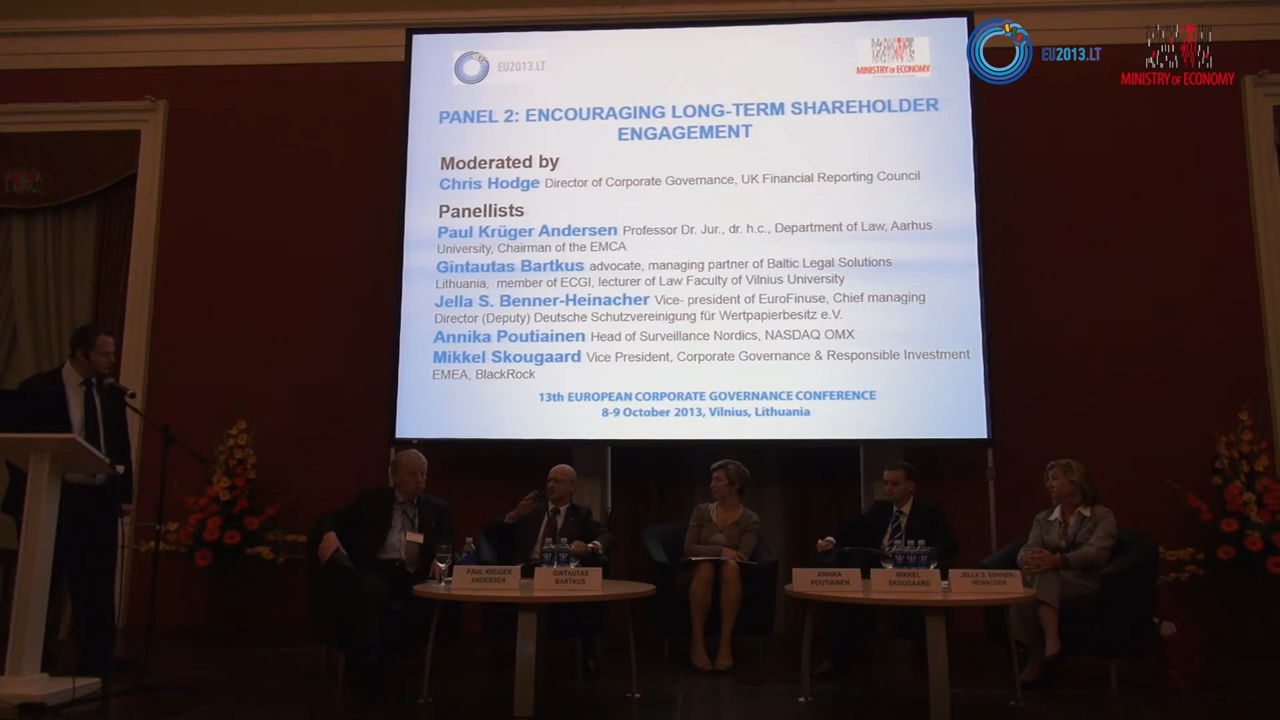 EU2013.LT
MINISTRY OF ECONOMY
EU2013.LT
MINISTRY OF ECONOMY
PANEL 2: ENCOURAGING LONG-TERM SHAREHOLDER
ENGAGEMENT
Moderated by
Chris Hodge Director of Corporate Governance, UK Financial Reporting Council
Panellists
Paul Krüger Andersen Professor Dr. Jur., dr. h.c., Department of Law, Aarhus
University, Chairman of the EMCA
Gintautas Bartkus advocate, managing partner of Baltic Legal Solutions
Lithuania, member of ECGI, lecturer of Law Faculty of Vilnius University
Jella S. Benner-Heinacher Vice- president of EuroFinuse, Chief managing
Director (Deputy) Deutsche Schutzvereinigung für Wertpapierbesitz e.V.
Annika Poutiainen Head of Surveillance Nordics, NASDAQ OMX
Mikkel Skougaard Vice President, Corporate Governance & Responsible Investment
EMEA, BlackRock
13th EUROPEAN CORPORATE GOVERNANCE CONFERENCE
8-9 October 2013, Vilnius, Lithuania
PAUL KRÜGER
ANDERSEN
GINTAUTAS
BARTKUS
ANNIKA
POUTIAINEN
MIKKEL
SKOUGAARD
JELLA S. BENNER-
HEINACHER